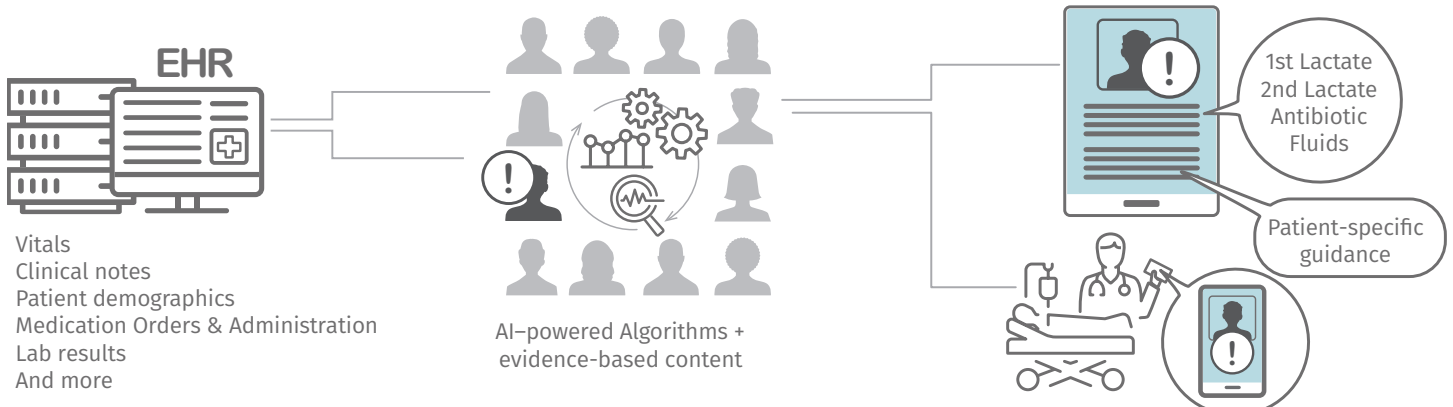 EHR
Vitals
Clinical notes
Patient demographics
Medication Orders & Administration
Lab results
And more
AI–powered Algorithms +
evidence-based content
1st Lactate
2nd Lactate
Antibiotic
Fluids
Patient-specific
guidance